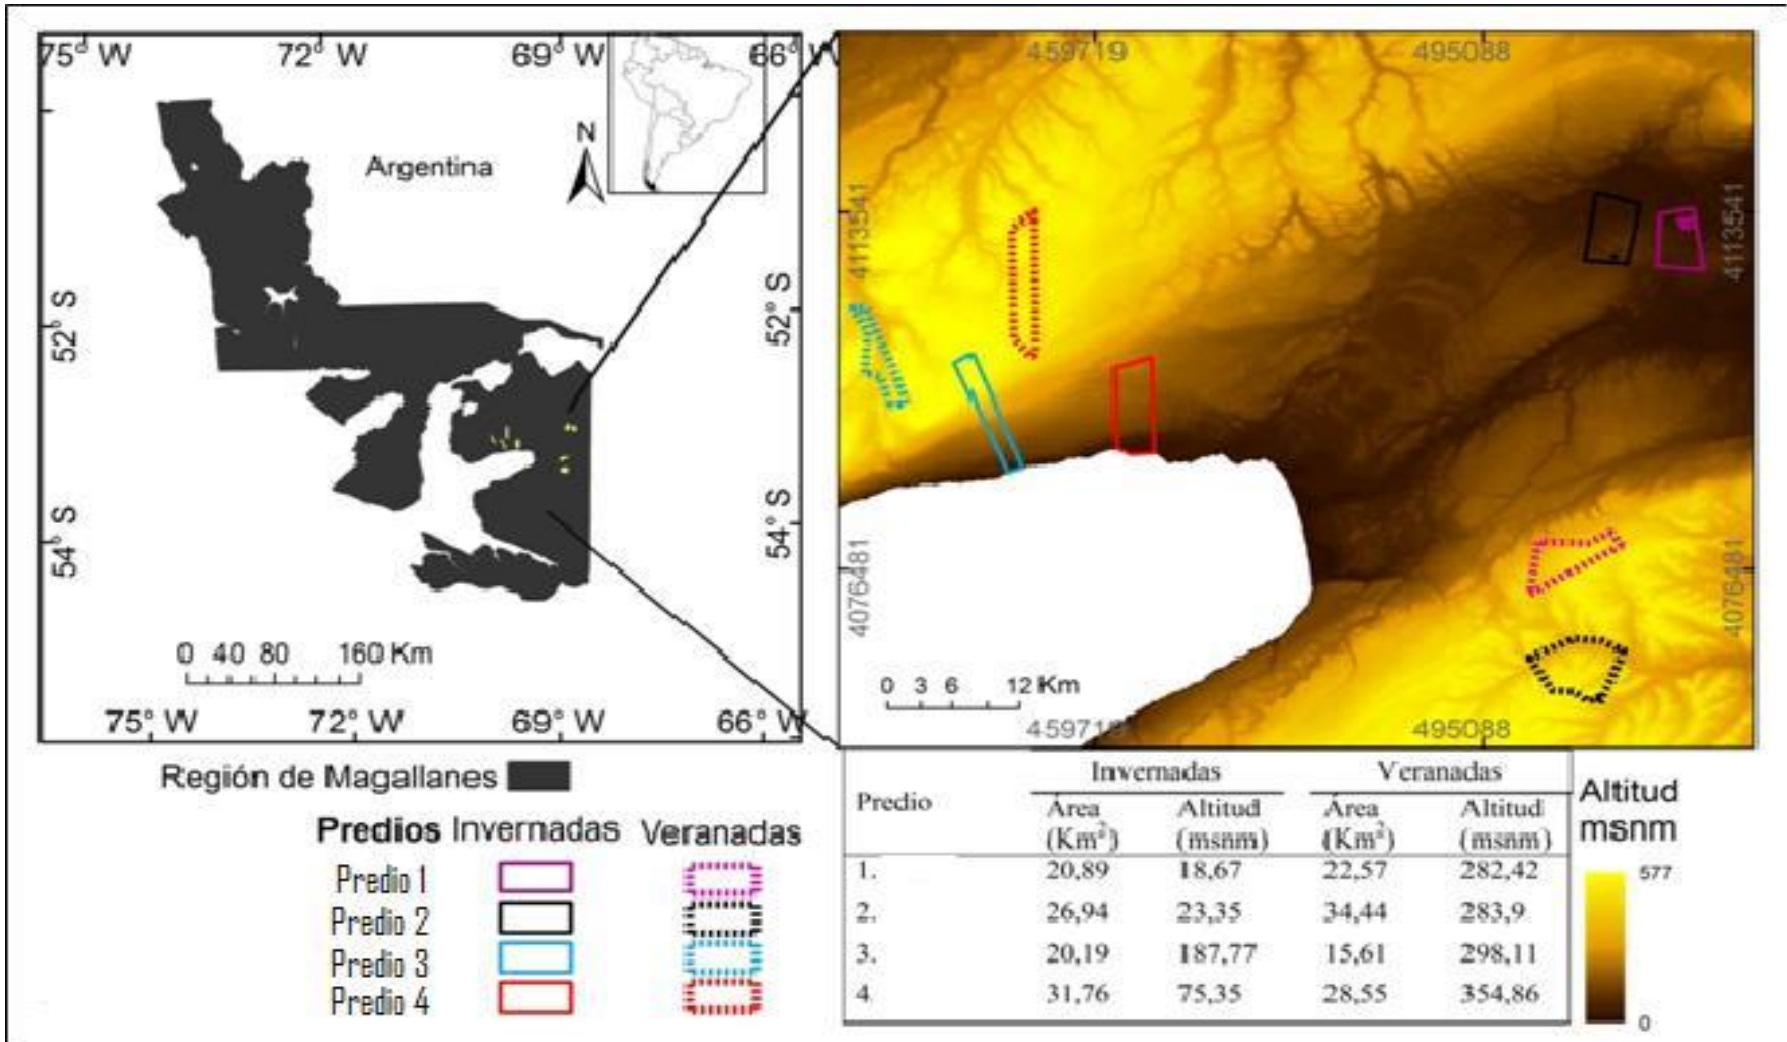 75° W 72° W 69° W 66° W
N
Argentina
52° S
52° S
54° S
54° S
0 40 80 160 Km
75° W 72° W 69° W 66° W
459719 495088
4113541
4113541
4076481
4076481
0 3 6 12 Km
459719 495088
Región de Magallanes
Predios Invernadas Veranadas
Predio 1
Predio 2
Predio 3
Predio 4
Invernadas Veranadas
Predio Área (Km²) Altitud (msnm) Área (Km²) Altitud (msnm)
1. 20,89 18,67 22,57 282,42
2. 26,94 23,35 34,44 283,9
3. 20,19 187,77 15,61 298,11
4 31,76 75,35 28,55 354,86
Altitud
msnm
577
0